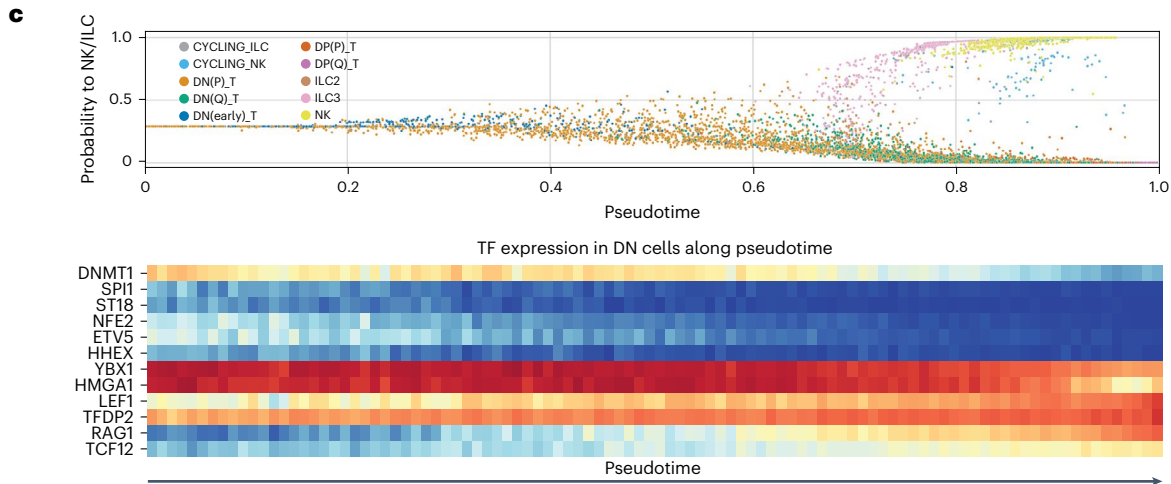 c
Probability to NK/ILC
1.0
0.5
0
CYCLING_ILC
CYCLING_NK
DN(P)_T
DN(Q)_T
DN(early)_T
DP(P)_T
DP(Q)_T
ILC2
ILC3
NK
0 0.2 0.4 0.6 0.8 1.0
Pseudotime
TF expression in DN cells along pseudotime
DNMT1
SPI1
ST18
NFE2
ETV5
HHEX
YBX1
HMGA1
LEF1
TFDP2
RAG1
TCF12
Pseudotime